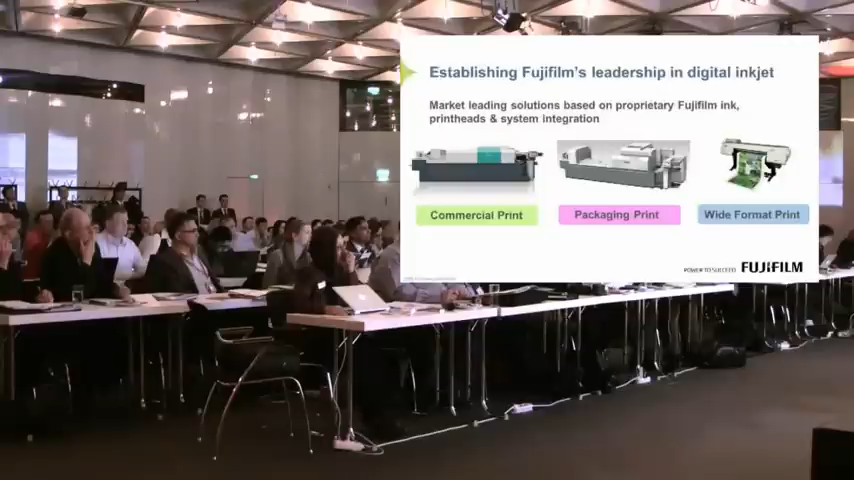 Establishing Fujifilm's leadership in digital inkjet
Market leading solutions based on proprietary Fujifilm ink,
printheads & system integration
Commercial Print
Packaging Print
Wide Format Print
POWER TO SUCCEED FUJIFILM